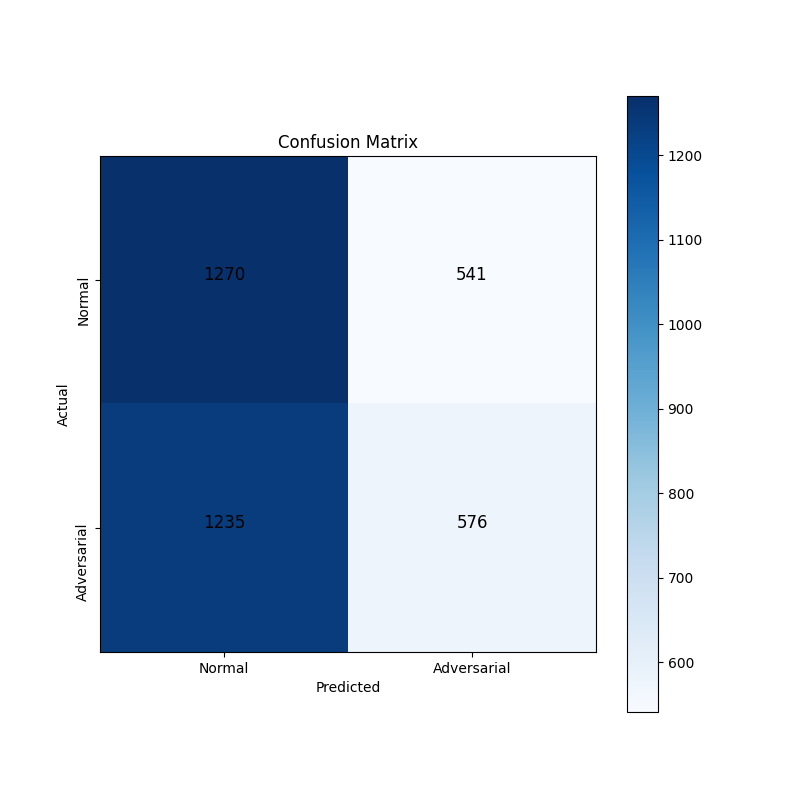 Confusion Matrix
Normal
1270
541
Actual
Adversarial
1235
576
Normal
Adversarial
Predicted
1200
1100
1000
900
800
700
600